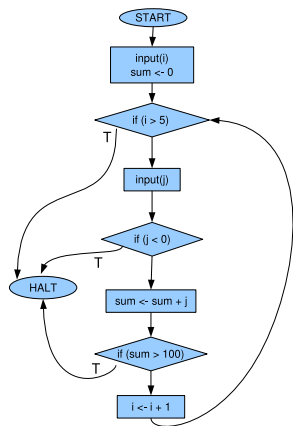 START
input(i)
sum <- 0
if (i > 5)
T
input(j)
if (j < 0)
T
HALT
sum <- sum + j
if (sum > 100)
T
i <- i + 1